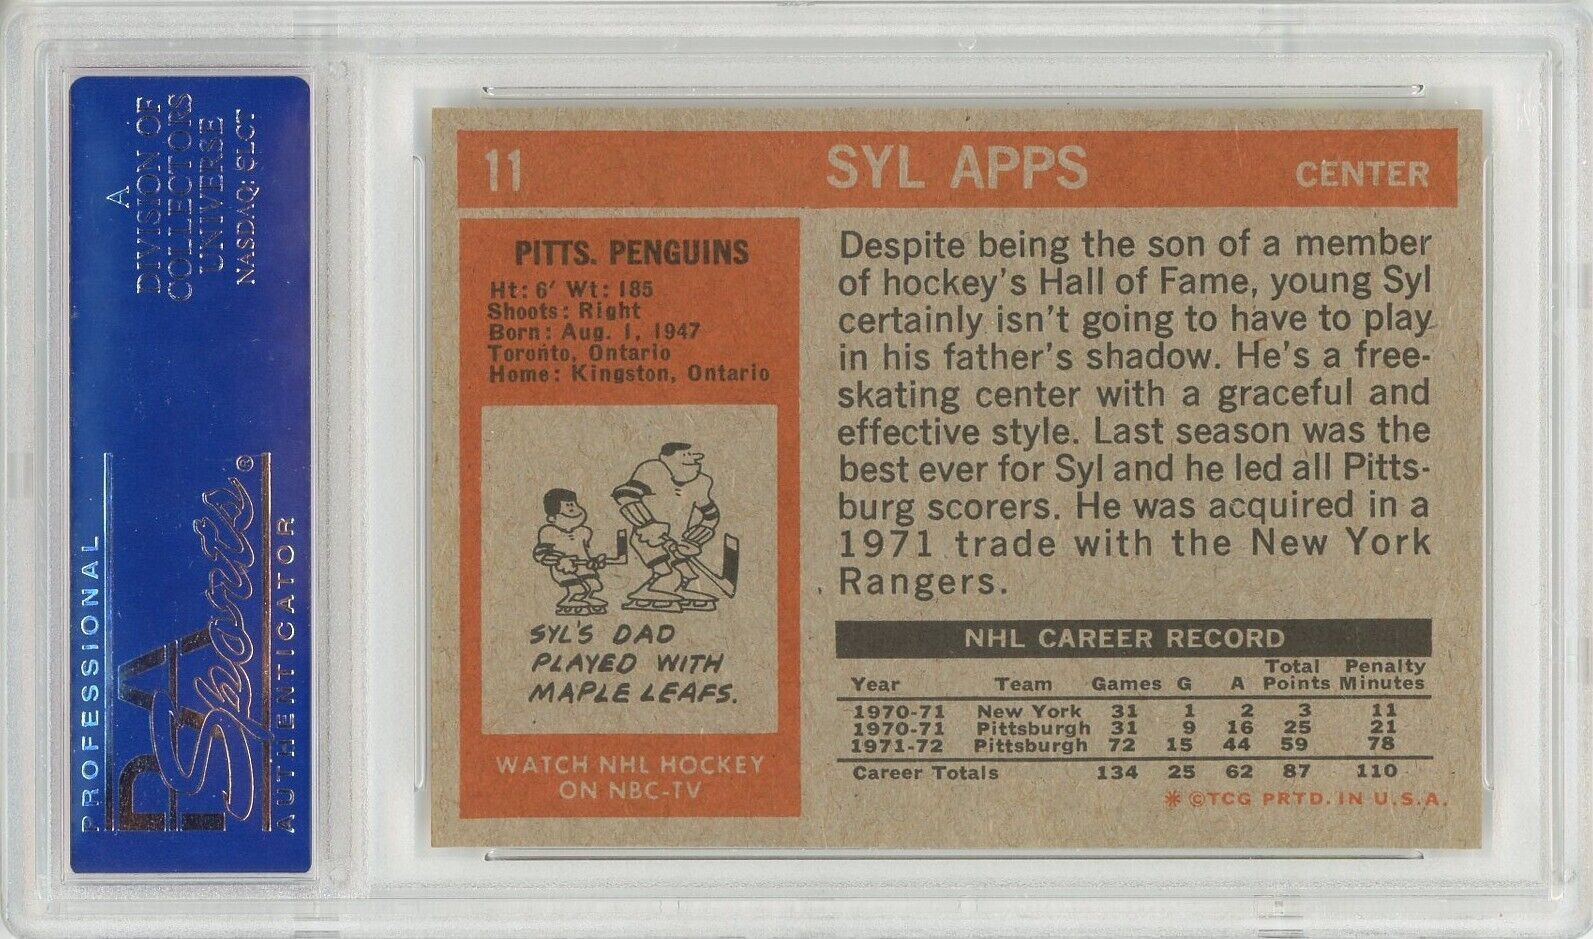 A
DIVISION OF
COLLECTORS
UNIVERSE
NASDAQ: CLCT
PROFESSIONAL
PSA
Sports®
AUTHENTICATOR
11 SYL APPS CENTER
PITTS. PENGUINS
Ht: 6' Wt: 185
Shoots: Right
Born: Aug. 1, 1947
Toronto, Ontario
Home: Kingston, Ontario
SYL'S DAD
PLAYED WITH
MAPLE LEAFS.
WATCH NHL HOCKEY
ON NBC-TV
Despite being the son of a member
of hockey's Hall of Fame, young Syl
certainly isn't going to have to play
in his father's shadow. He's a free-
skating center with a graceful and
effective style. Last season was the
best ever for Syl and he led all Pitts-
burg scorers. He was acquired in a
1971 trade with the New York
Rangers.
NHL CAREER RECORD
Year Team Games G A Total Points Penalty Minutes
1970-71 New York 31 1 2 3 11
1970-71 Pittsburgh 31 9 16 25 21
1971-72 Pittsburgh 72 15 44 59 78
Career Totals 134 25 62 87 110
* ©TCG PRTD. IN U.S.A.